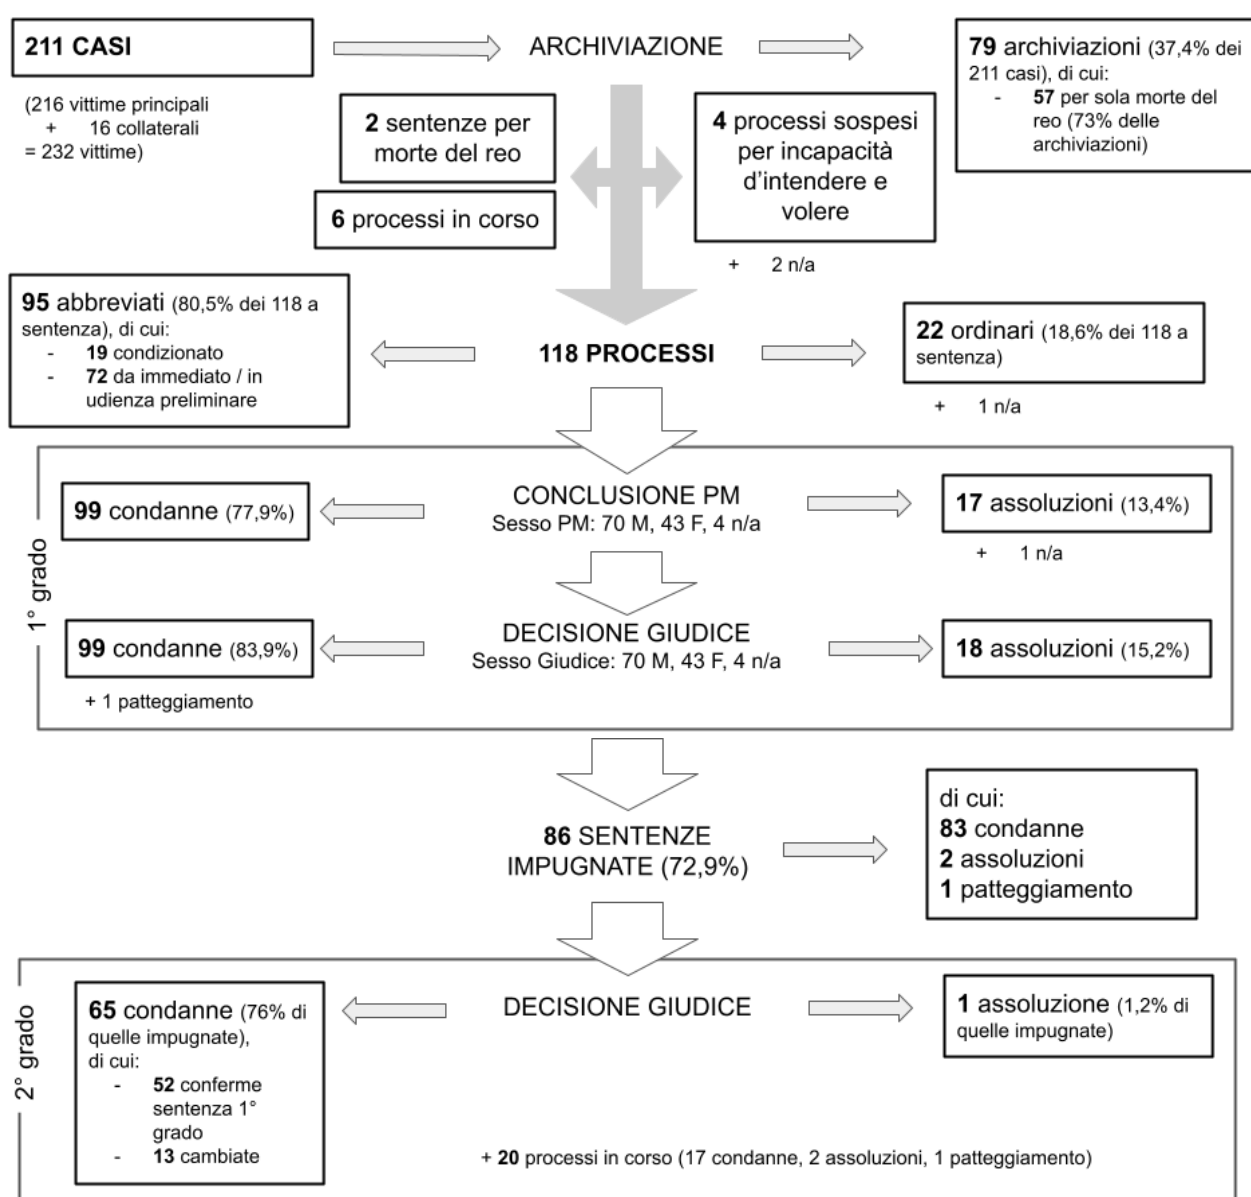 211 CASI
(216 vittime principali
+ 16 collaterali
= 232 vittime)
ARCHIVIAZIONE
79 archiviazioni (37,4% dei
211 casi), di cui:
- 57 per sola morte del
reo (73% delle
archiviazioni)
2 sentenze per
morte del reo
6 processi in corso
4 processi sospesi
per incapacità
d'intendere e
volere
+ 2 n/a
95 abbreviati (80,5% dei 118 a
sentenza), di cui:
- 19 condizionato
- 72 da immediato / in
udienza preliminare
118 PROCESSI
22 ordinari (18,6% dei 118 a
sentenza)
+ 1 n/a
1° grado
99 condanne (77,9%)
CONCLUSIONE PM
Sesso PM: 70 M, 43 F, 4 n/a
17 assoluzioni (13,4%)
+ 1 n/a
99 condanne (83,9%)
+ 1 patteggiamento
DECISIONE GIUDICE
Sesso Giudice: 70 M, 43 F, 4 n/a
18 assoluzioni (15,2%)
86 SENTENZE
IMPUGNATE (72,9%)
di cui:
83 condanne
2 assoluzioni
1 patteggiamento
2° grado
65 condanne (76% di
quelle impugnate),
di cui:
- 52 conferme
sentenza 1°
grado
- 13 cambiate
DECISIONE GIUDICE
1 assoluzione (1,2% di
quelle impugnate)
+ 20 processi in corso (17 condanne, 2 assoluzioni, 1 patteggiamento)